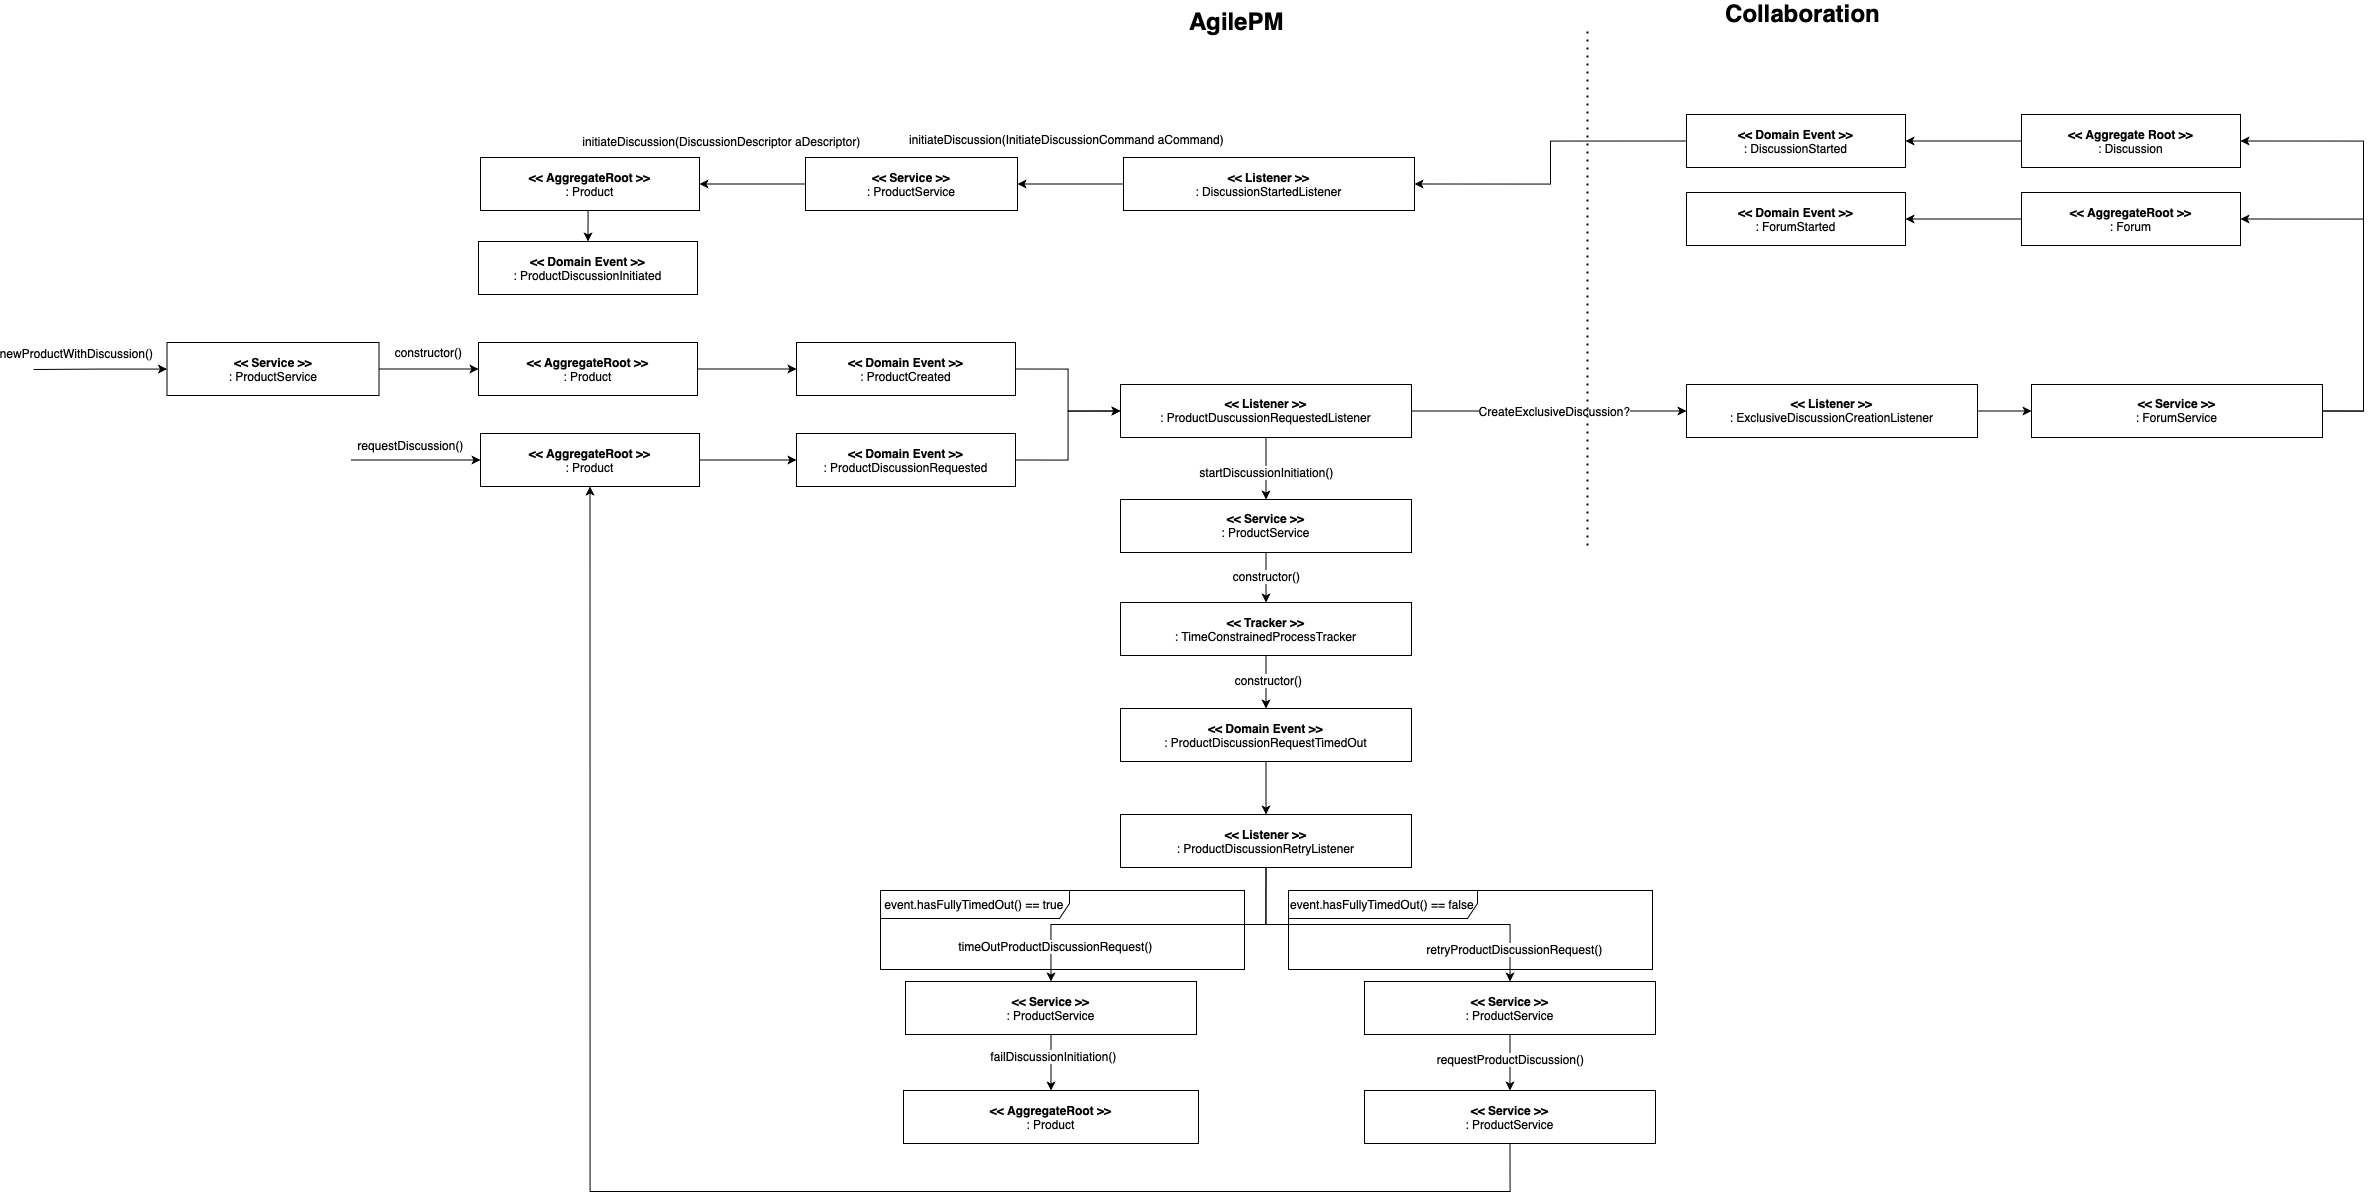 AgilePM
Collaboration
initiateDiscussion(DiscussionDescriptor aDescriptor)
initiateDiscussion(InitiateDiscussionCommand aCommand)
<< AggregateRoot >>
: Product
<< Service >>
: ProductService
<< Listener >>
: DiscussionStartedListener
<< Domain Event >>
: DiscussionStarted
<< Aggregate Root >>
: Discussion
<< Domain Event >>
: ForumStarted
<< AggregateRoot >>
: Forum
<< Domain Event >>
: ProductDiscussionInitiated
newProductWithDiscussion()
<< Service >>
: ProductService
constructor()
<< AggregateRoot >>
: Product
<< Domain Event >>
: ProductCreated
<< Listener >>
: ProductDuscussionRequestedListener
CreateExclusiveDiscussion?
<< Listener >>
: ExclusiveDiscussionCreationListener
<< Service >>
: ForumService
requestDiscussion()
<< AggregateRoot >>
: Product
<< Domain Event >>
: ProductDiscussionRequested
startDiscussionInitiation()
<< Service >>
: ProductService
constructor()
<< Tracker >>
: TimeConstrainedProcessTracker
constructor()
<< Domain Event >>
: ProductDiscussionRequestTimedOut
<< Listener >>
: ProductDiscussionRetryListener
event.hasFullyTimedOut() == true
event.hasFullyTimedOut() == false
timeOutProductDiscussionRequest()
retryProductDiscussionRequest()
<< Service >>
: ProductService
<< Service >>
: ProductService
failDiscussionInitiation()
requestProductDiscussion()
<< AggregateRoot >>
: Product
<< Service >>
: ProductService